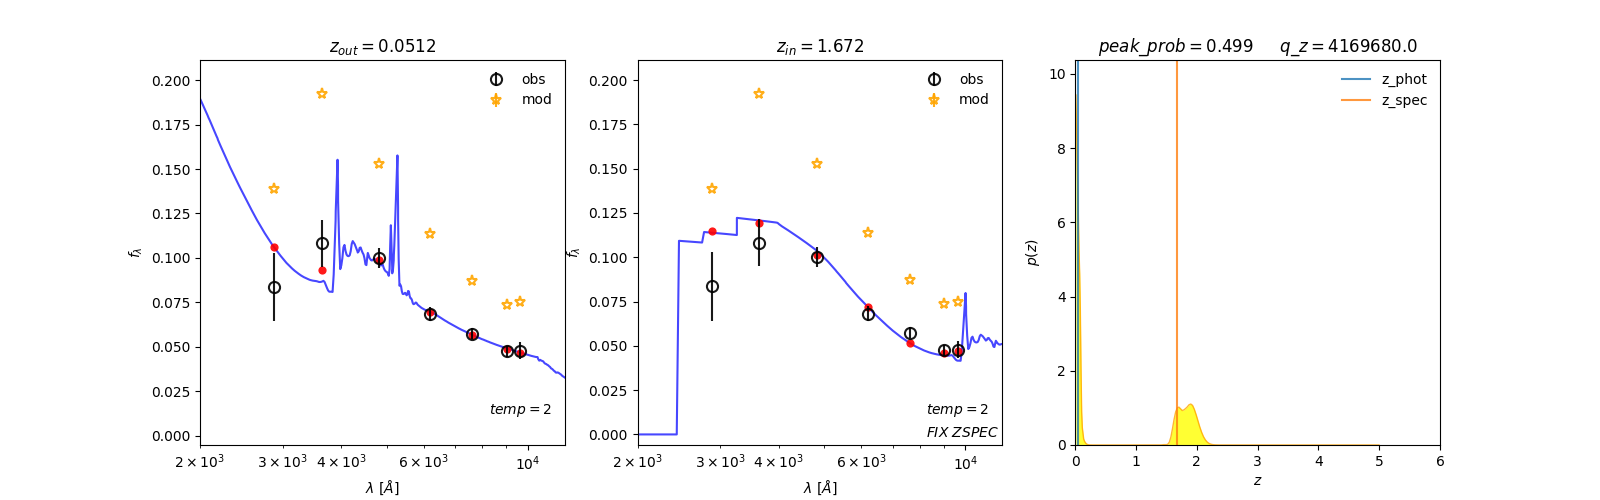 z_out = 0.0512
0.200
0.175
0.150
0.125
0.100
0.075
0.050
0.025
0.000
f_λ
obs
mod
temp = 2
2 × 10³
3 × 10³
4 × 10³
6 × 10³
10⁴
λ [Å]
z_in = 1.672
0.200
0.175
0.150
0.125
0.100
0.075
0.050
0.025
0.000
f_λ
obs
mod
temp = 2
FIX ZSPEC
2 × 10³
3 × 10³
4 × 10³
6 × 10³
10⁴
λ [Å]
peak_prob = 0.499 q_z = 4169680.0
10
8
6
4
2
0
p(z)
z_phot
z_spec
0
1
2
3
4
5
6
z